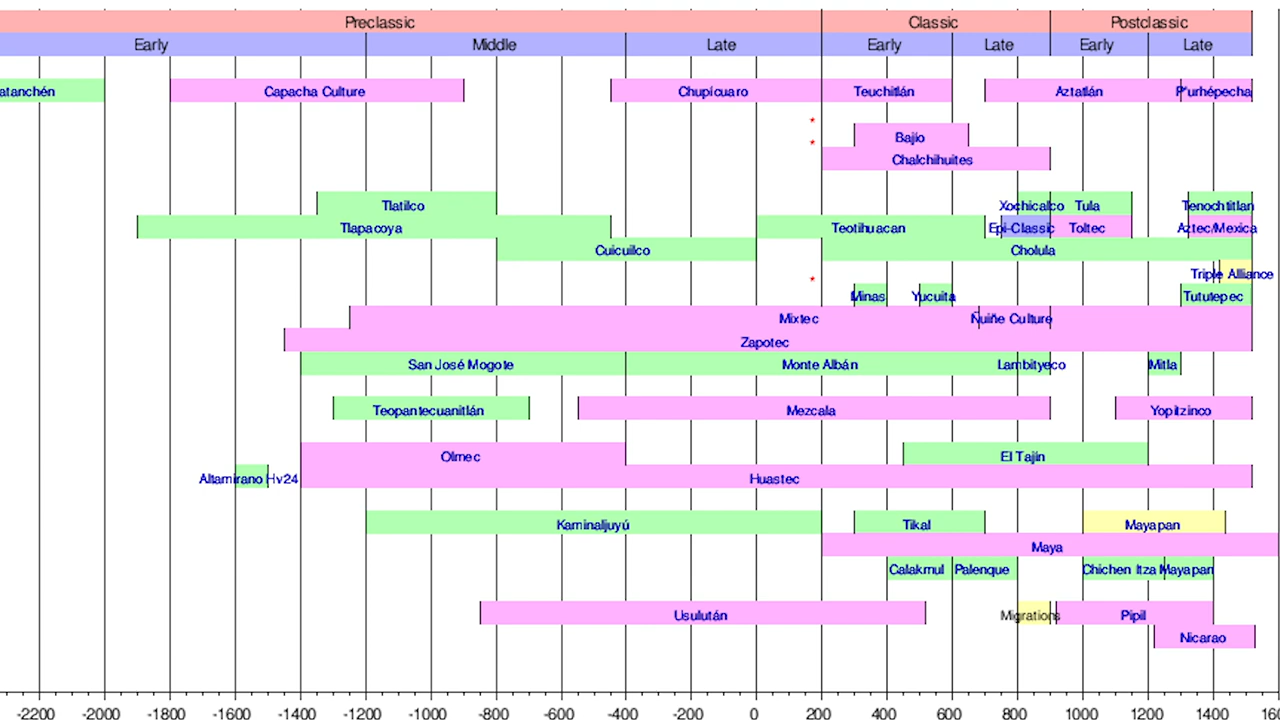 Preclassic Classic Postclassic
Early Middle Late Early Late Early Late
atanchén Capacha Culture Chupícuaro Teuchitlán Aztatlán P'urhépecha
*
Bajío
*
Chalchihuites
Tlatilco Xochicalco Tula Tenochtitlan
Tlapacoya Teotihuacan Epi-Classic Toltec Aztec/Mexica
Cuicuilco Cholula
Triple Alliance
*
Minas Yucuita Tututepec
Mixtec Ñuiñe Culture
Zapotec
San José Mogote Monte Albán Lambityeco Mitla
Teopantecuanitlán Mezcala Yopitzinco
Olmec El Tajín
Altamirano Hv24 Huastec
Kaminaljuyú Tikal Mayapan
Maya
Calakmul Palenque Chichen Itza Mayapan
Usulután Migrations Pipil
Nicarao
-2200 -2000 -1800 -1600 -1400 -1200 -1000 -800 -600 -400 -200 0 200 400 600 800 1000 1200 1400 160